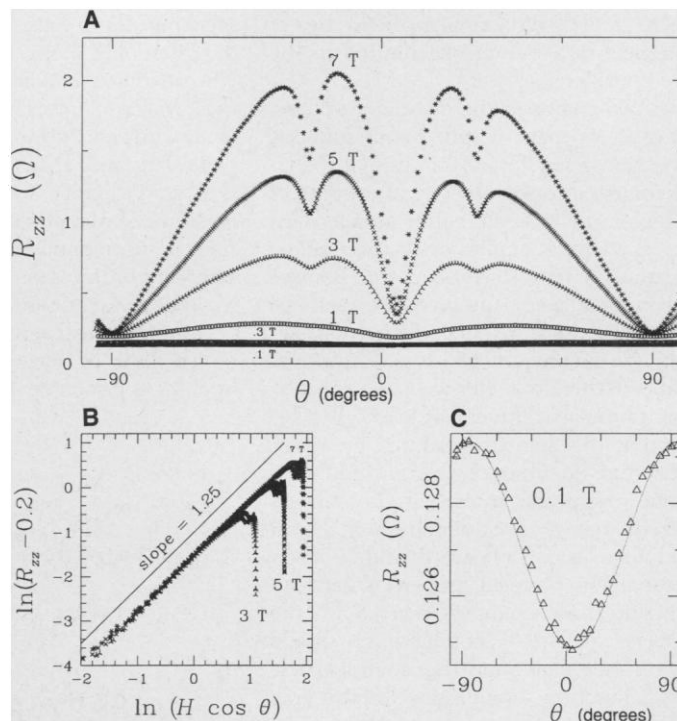 A
2
1
0
R_zz (Ω)
7 T
5 T
3 T
1 T
.3 T
.1 T
−90
0
90
θ (degrees)
B
1
0
−1
−2
−3
−4
ln(R_zz−0.2)
slope = 1.25
7 T
5 T
3 T
−2
−1
0
1
2
ln (H cos θ)
C
0.128
0.126
R_zz (Ω)
0.1 T
−90
0
90
θ (degrees)